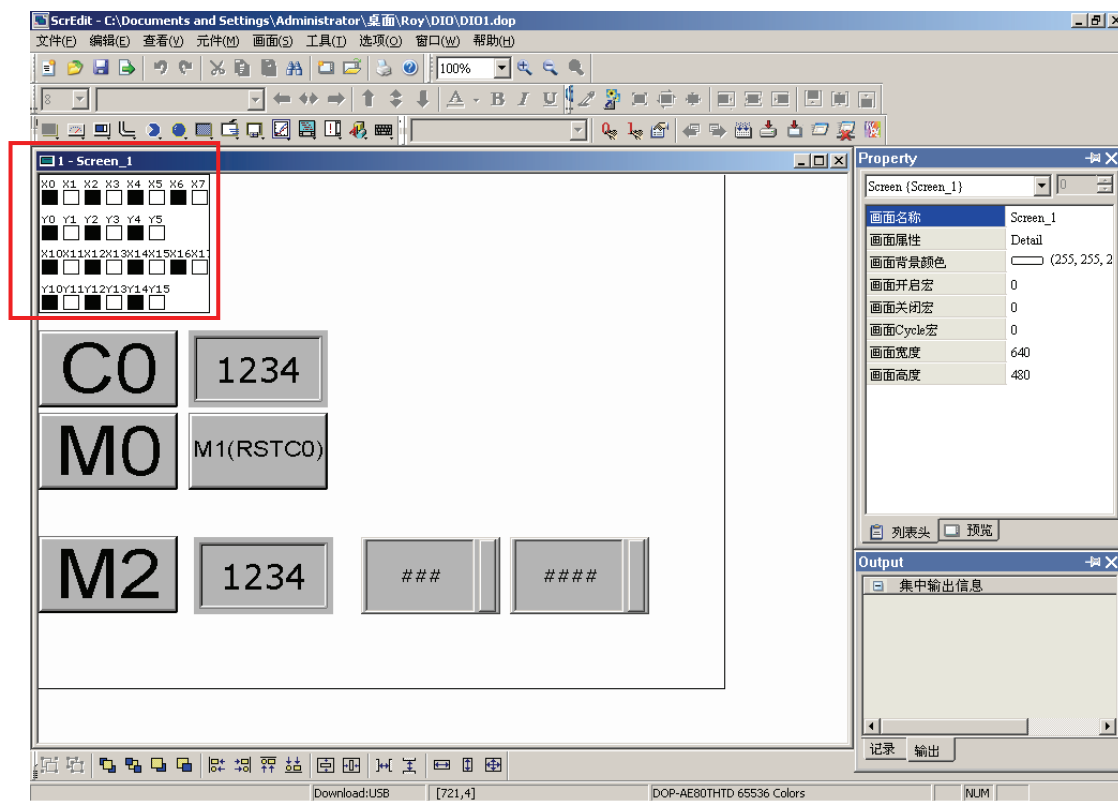 ScrEdit - C:\Documents and Settings\Administrator\桌面\Roy\DIO\DIO1.dop
文件(F) 编辑(E) 查看(V) 元件(M) 画面(S) 工具(T) 选项(O) 窗口(W) 帮助(H)
100%
8
A B I U
1 - Screen_1
X0 X1 X2 X3 X4 X5 X6 X7
Y0 Y1 Y2 Y3 Y4 Y5
X10X11X12X13X14X15X16X17
Y10Y11Y12Y13Y14Y15
C0 1234
M0 M1(RSTC0)
M2 1234 ### ####
Property
Screen {Screen_1} 0
画面名称 Screen_1
画面属性 Detail
画面背景颜色 (255, 255, 2
画面开启宏 0
画面关闭宏 0
画面Cycle宏 0
画面宽度 640
画面高度 480
列表头 预览
Output
集中输出信息
记录 输出
Download:USB [721,4] DOP-AE80THTD 65536 Colors NUM